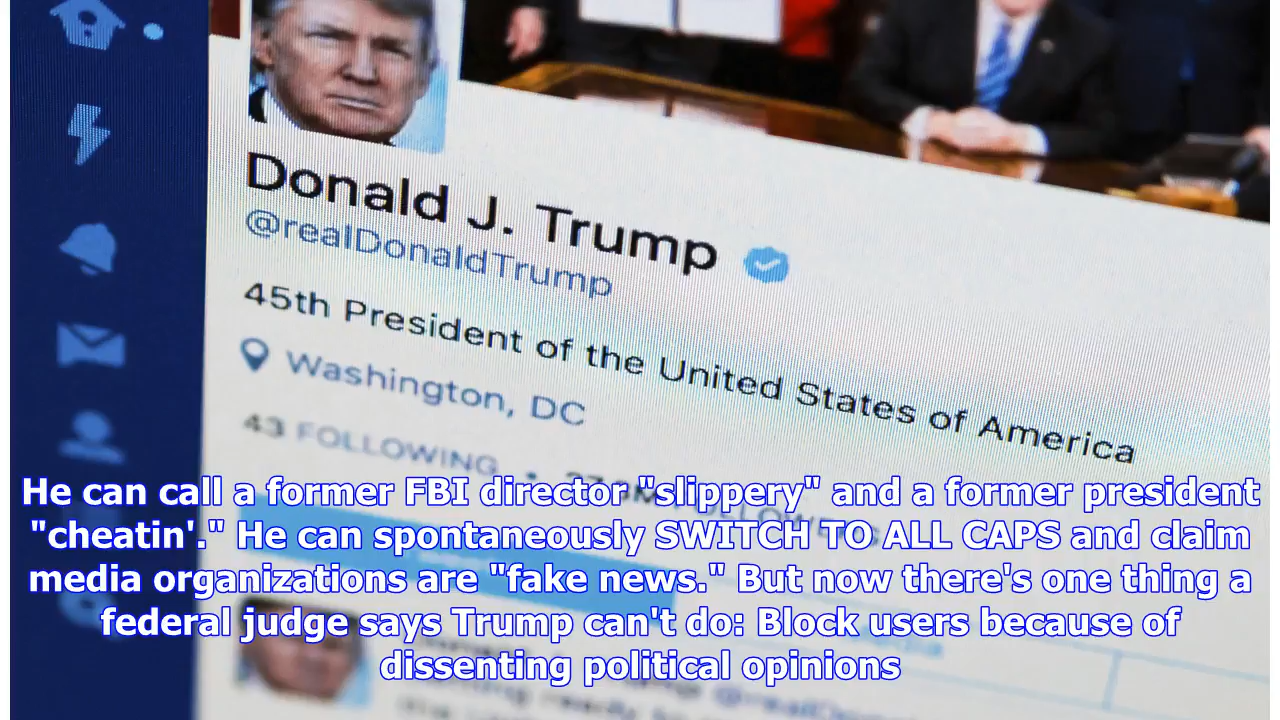 Donald J. Trump
@realDonaldTrump
45th President of the United States of America
Washington, DC
43 FOLLOWING •
He can call a former FBI director "slippery" and a former president
"cheatin'." He can spontaneously SWITCH TO ALL CAPS and claim
media organizations are "fake news." But now there's one thing a
federal judge says Trump can't do: Block users because of
dissenting political opinions